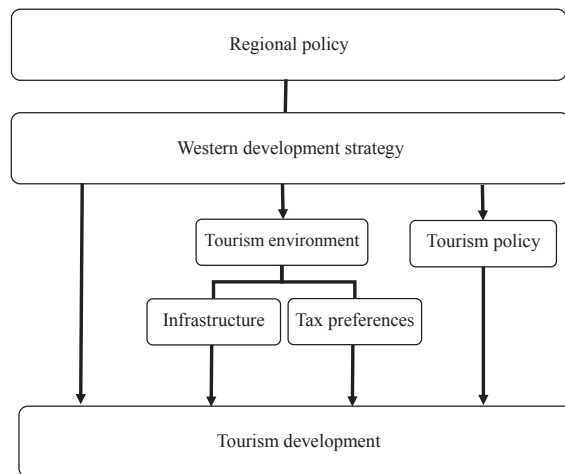 Regional policy
Western development strategy
Tourism environment
Tourism policy
Infrastructure
Tax preferences
Tourism development